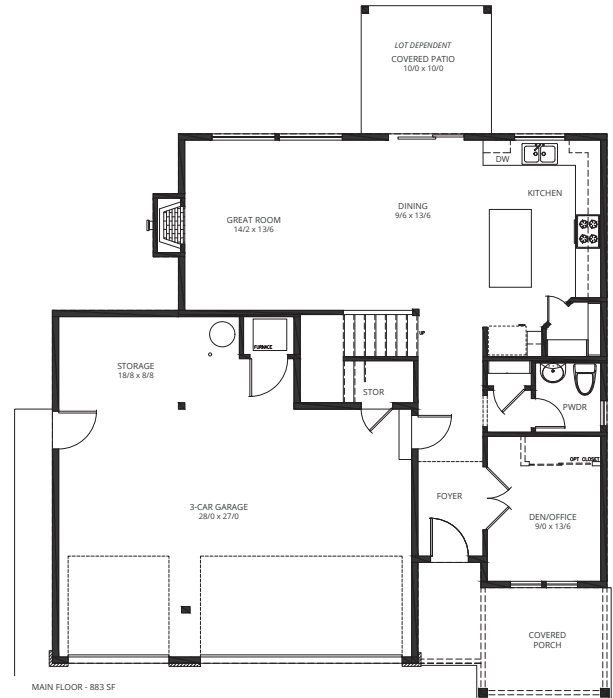 LOT DEPENDENT
COVERED PATIO
10/0 x 10/0
DW
KITCHEN
DINING
9/6 x 13/6
GREAT ROOM
14/2 x 13/6
UP
FURNACE
STORAGE
18/8 x 8/8
STOR
PWDR
OPT CLOSET
FOYER
3-CAR GARAGE
28/0 x 27/0
DEN/OFFICE
9/0 x 13/6
COVERED
PORCH
MAIN FLOOR - 883 SF